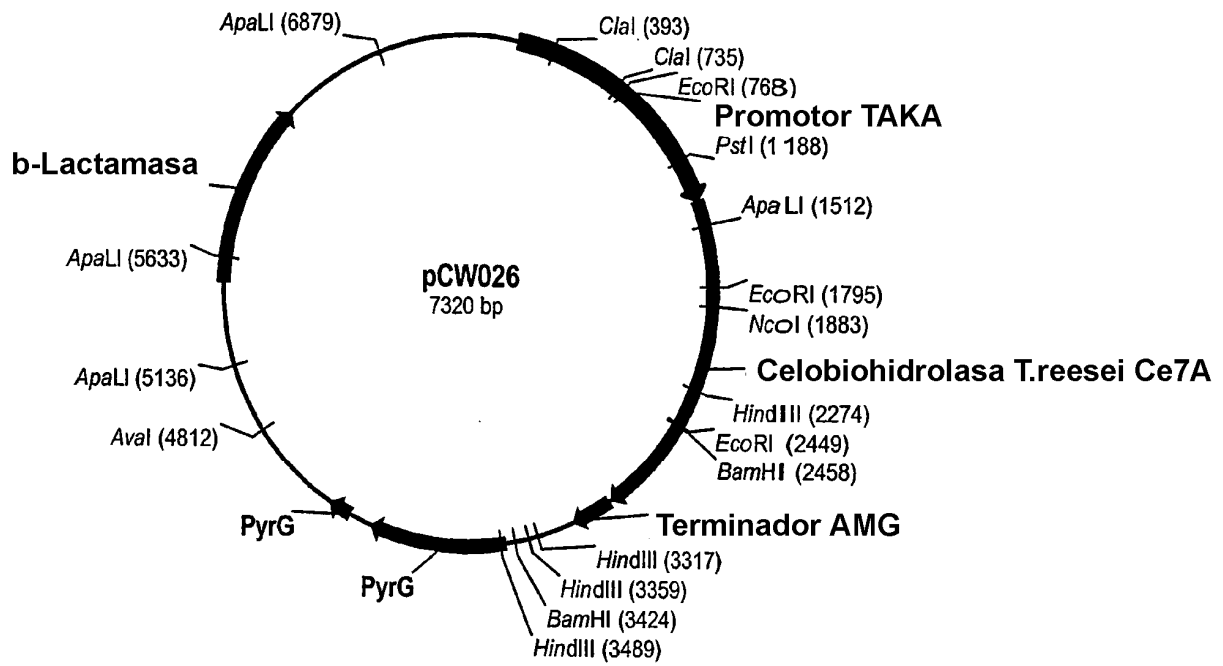 ApaLI (6879)
ClaI (393)
ClaI (735)
EcoRI (768)
Promotor TAKA
PstI (1188)
ApaLI (1512)
b-Lactamasa
ApaLI (5633)
pCW026
7320 bp
EcoRI (1795)
NcoI (1883)
ApaLI (5136)
Celobiohidrolasa T.reesei Ce7A
HindIII (2274)
AvaI (4812)
EcoRI (2449)
BamHI (2458)
PyrG
Terminador AMG
HindIII (3317)
PyrG
HindIII (3359)
BamHI (3424)
HindIII (3489)